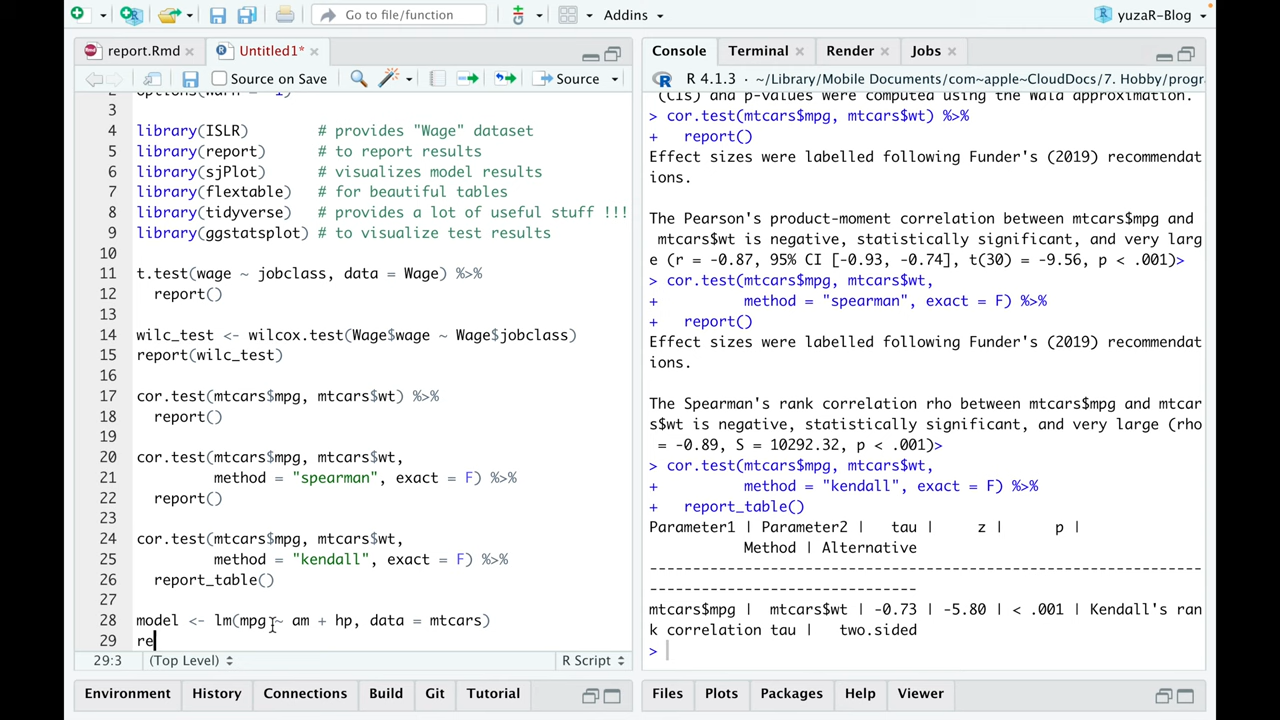 Go to file/function
Addins
yuzaR-Blog
report.Rmd
Untitled1*
Source on Save
Source
3
4 library(ISLR) # provides "Wage" dataset
5 library(report) # to report results
6 library(sjPlot) # visualizes model results
7 library(flextable) # for beautiful tables
8 library(tidyverse) # provides a lot of useful stuff !!!
9 library(ggstatsplot) # to visualize test results
10
11 t.test(wage ~ jobclass, data = Wage) %>%
12 report()
13
14 wilc_test <- wilcox.test(Wage$wage ~ Wage$jobclass)
15 report(wilc_test)
16
17 cor.test(mtcars$mpg, mtcars$wt) %>%
18 report()
19
20 cor.test(mtcars$mpg, mtcars$wt,
21 method = "spearman", exact = F) %>%
22 report()
23
24 cor.test(mtcars$mpg, mtcars$wt,
25 method = "kendall", exact = F) %>%
26 report_table()
27
28 model <- lm(mpg ~ am + hp, data = mtcars)
29 re
29:3 (Top Level) R Script
Environment History Connections Build Git Tutorial
Console Terminal Render Jobs
R 4.1.3 · ~/Library/Mobile Documents/com~apple~CloudDocs/7. Hobby/progr
(CIs) and p-values were computed using the Wald approximation.
> cor.test(mtcars$mpg, mtcars$wt) %>%
+ report()
Effect sizes were labelled following Funder's (2019) recommendat
ions.
The Pearson's product-moment correlation between mtcars$mpg and
mtcars$wt is negative, statistically significant, and very larg
e (r = -0.87, 95% CI [-0.93, -0.74], t(30) = -9.56, p < .001)>
> cor.test(mtcars$mpg, mtcars$wt,
+ method = "spearman", exact = F) %>%
+ report()
Effect sizes were labelled following Funder's (2019) recommendat
ions.
The Spearman's rank correlation rho between mtcars$mpg and mtcar
s$wt is negative, statistically significant, and very large (rho
= -0.89, S = 10292.32, p < .001)>
> cor.test(mtcars$mpg, mtcars$wt,
+ method = "kendall", exact = F) %>%
+ report_table()
Parameter1 | Parameter2 | tau | z | p |
Method | Alternative
----------------------------------------------------------------
-------------------------------
mtcars$mpg | mtcars$wt | -0.73 | -5.80 | < .001 | Kendall's ran
k correlation tau | two.sided
>
Files Plots Packages Help Viewer